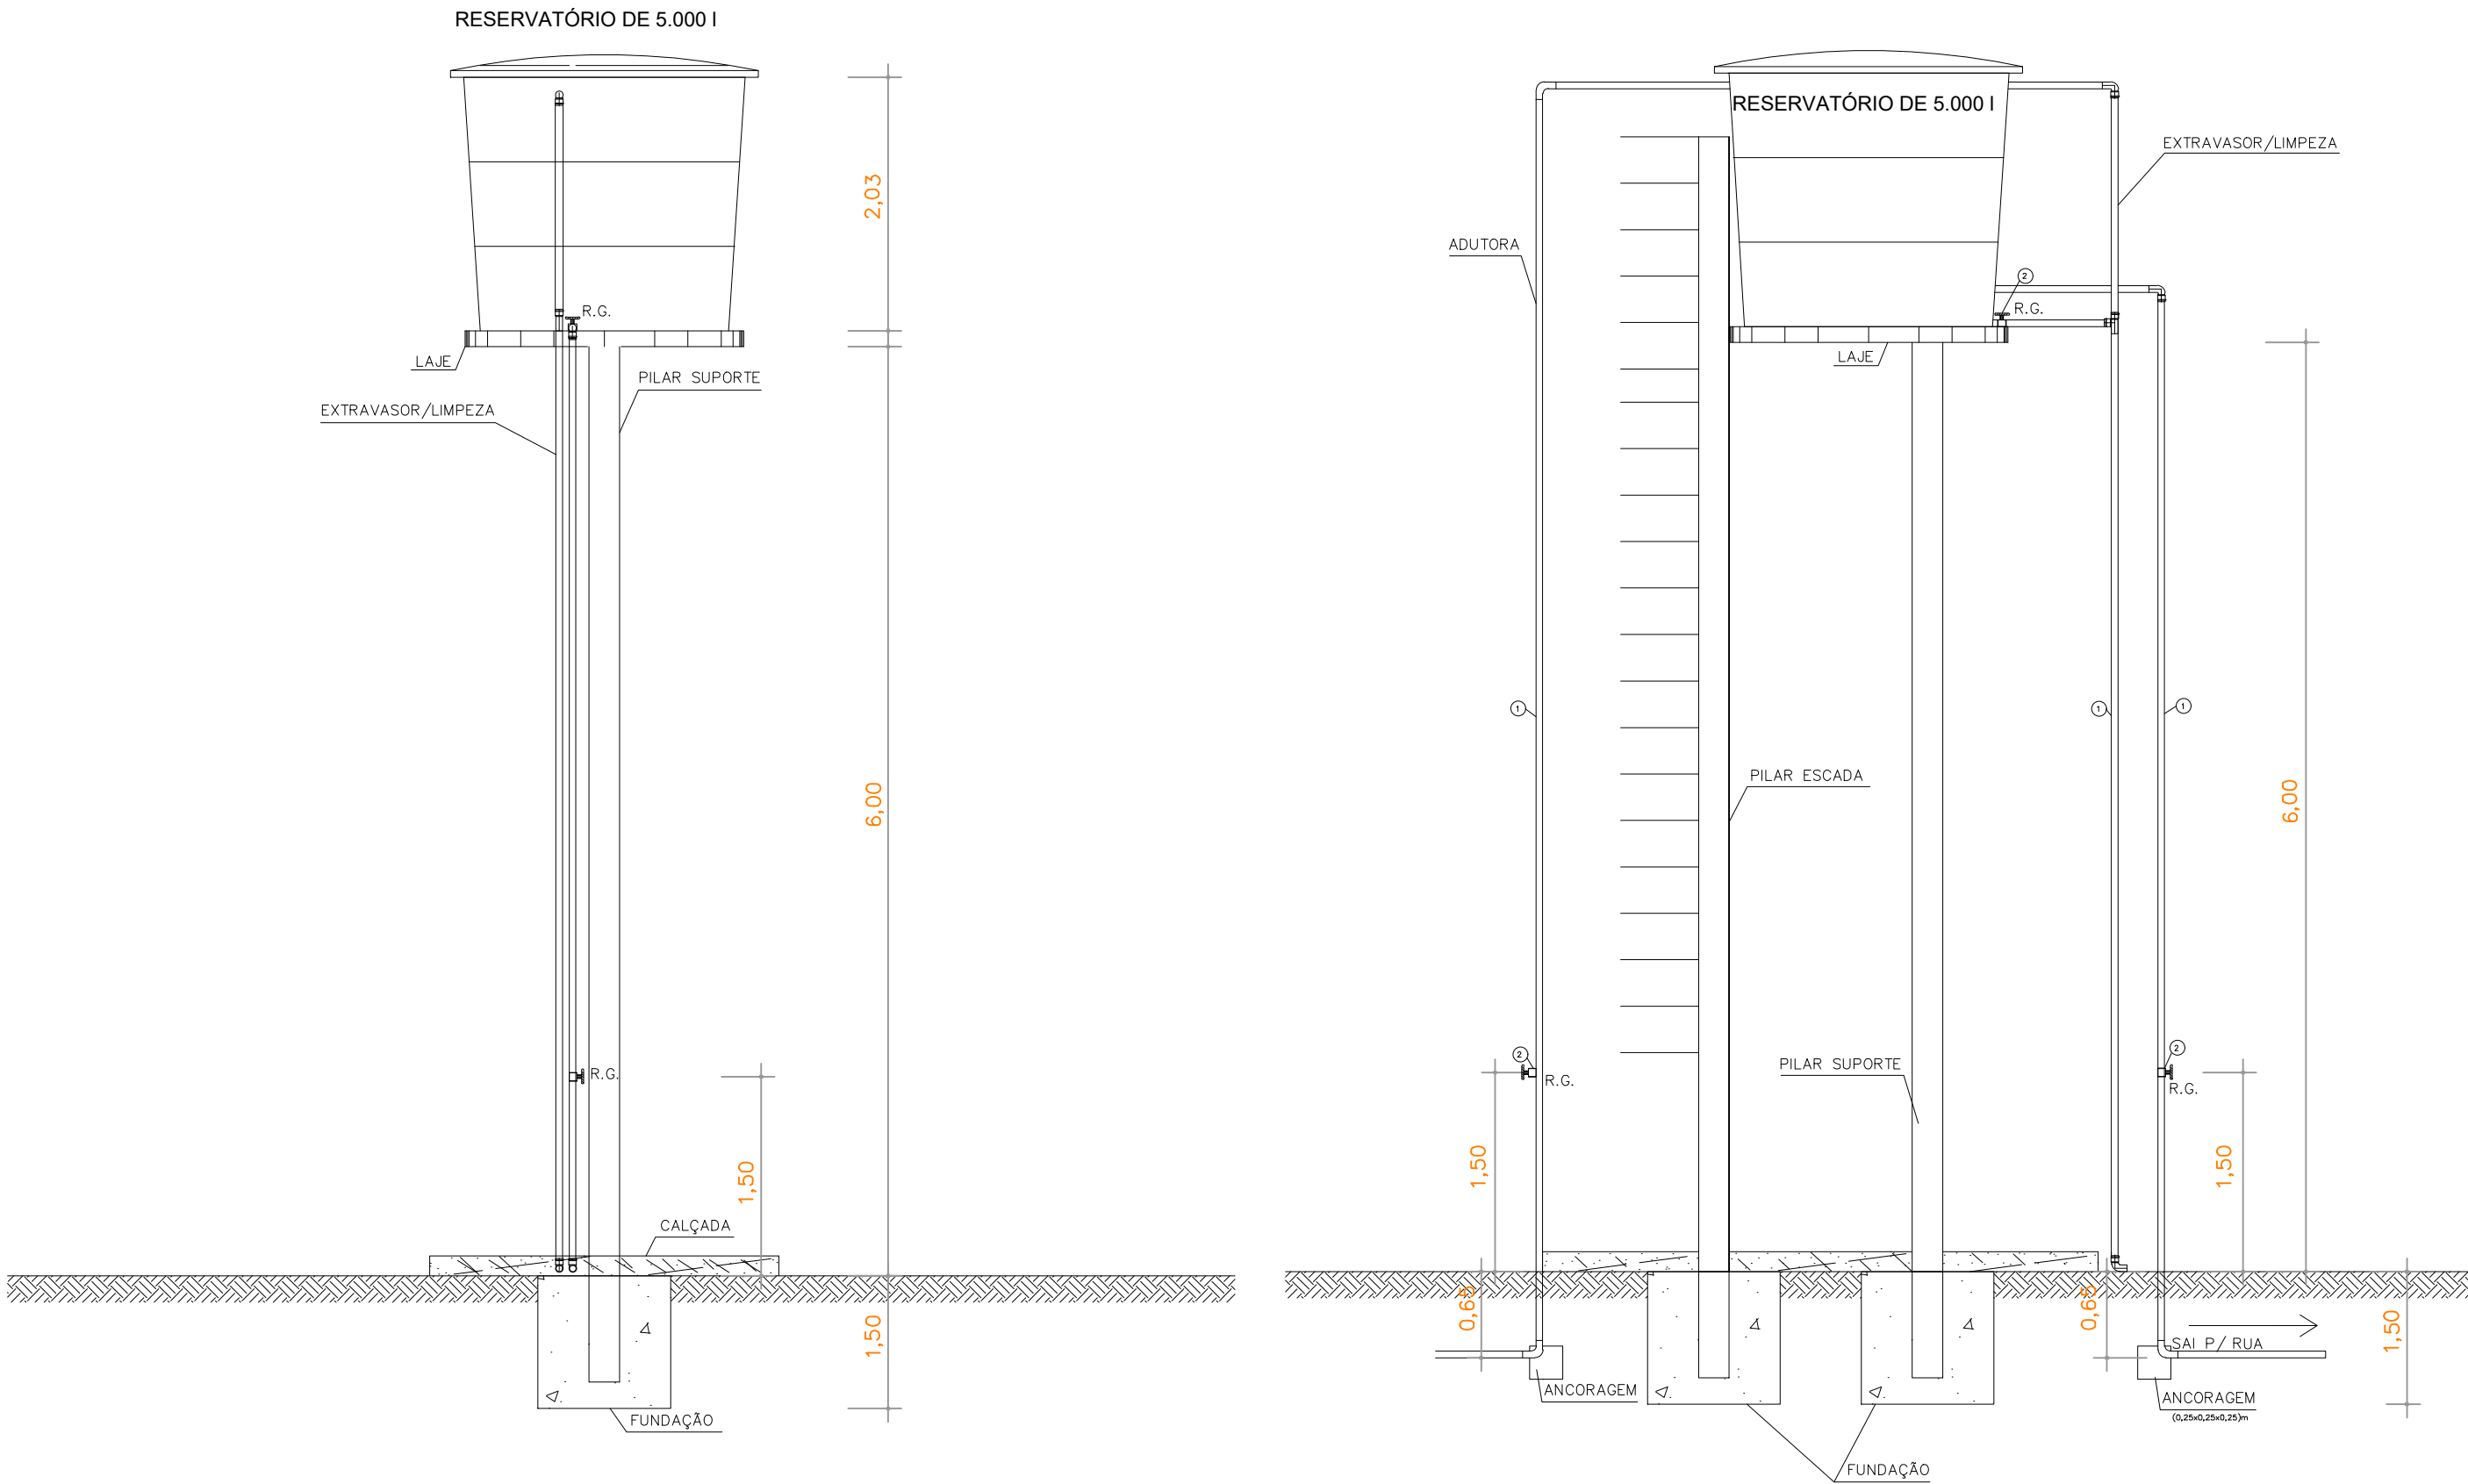 RESERVATÓRIO DE 5.000 l
2,03
R.G.
LAJE
PILAR SUPORTE
EXTRAVASOR/LIMPEZA
6,00
R.G.
1,50
CALÇADA
1,50
FUNDAÇÃO
RESERVATÓRIO DE 5.000 l
EXTRAVASOR/LIMPEZA
ADUTORA
2
R.G.
LAJE
1
1
1
PILAR ESCADA
6,00
2
R.G.
PILAR SUPORTE
2
R.G.
1,50
1,50
0,65
0,65
1,50
SAI P/ RUA
ANCORAGEM
ANCORAGEM
(0,25x0,25x0,25)m
FUNDAÇÃO